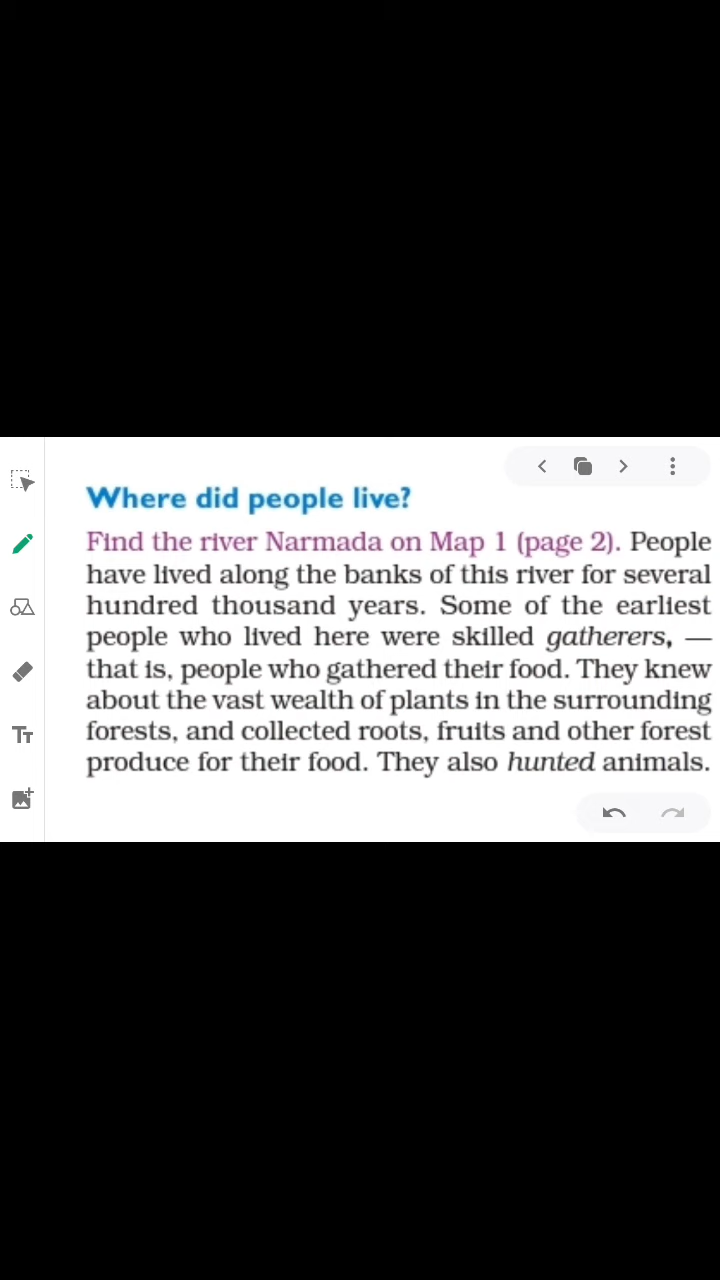 Where did people live?
Find the river Narmada on Map 1 (page 2). People
have lived along the banks of this river for several
hundred thousand years. Some of the earliest
people who lived here were skilled gatherers, —
that is, people who gathered their food. They knew
about the vast wealth of plants in the surrounding
forests, and collected roots, fruits and other forest
produce for their food. They also hunted animals.
TT